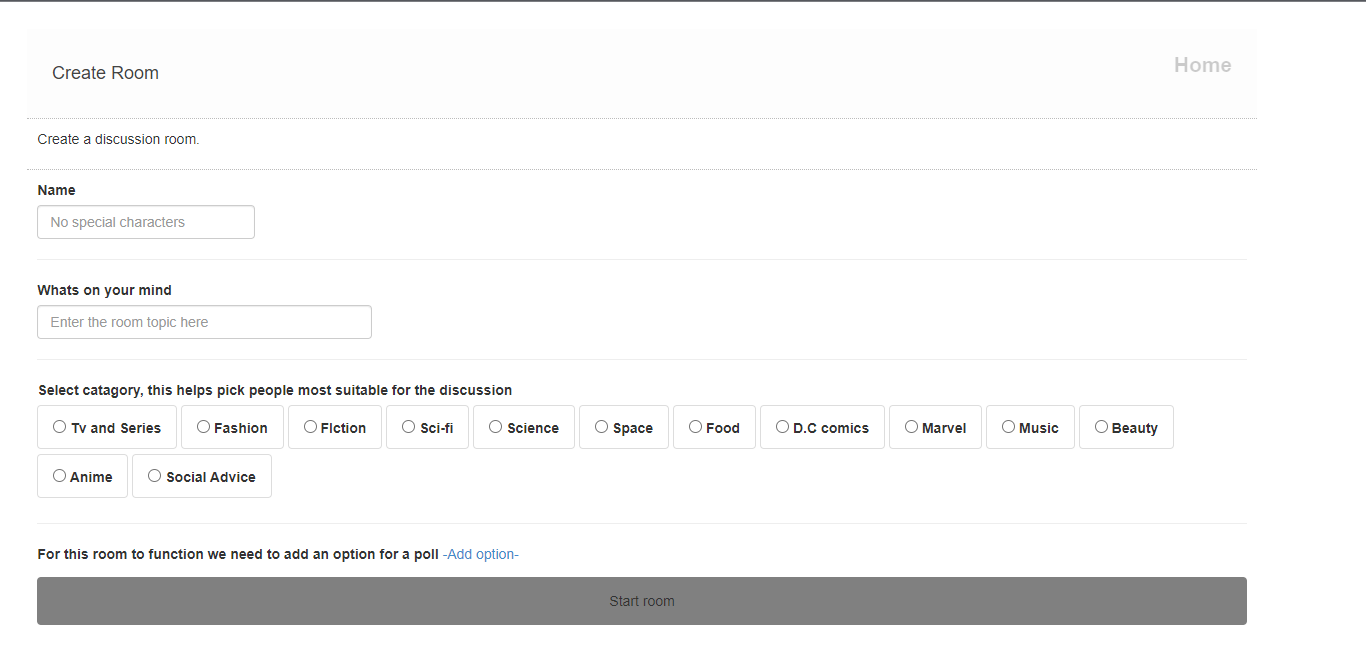 Create Room
Home
Create a discussion room.
Name
No special characters
Whats on your mind
Enter the room topic here
Select catagory, this helps pick people most suitable for the discussion
Tv and Series Fashion FIction Sci-fi Science Space Food D.C comics Marvel Music Beauty
Anime Social Advice
For this room to function we need to add an option for a poll -Add option-
Start room